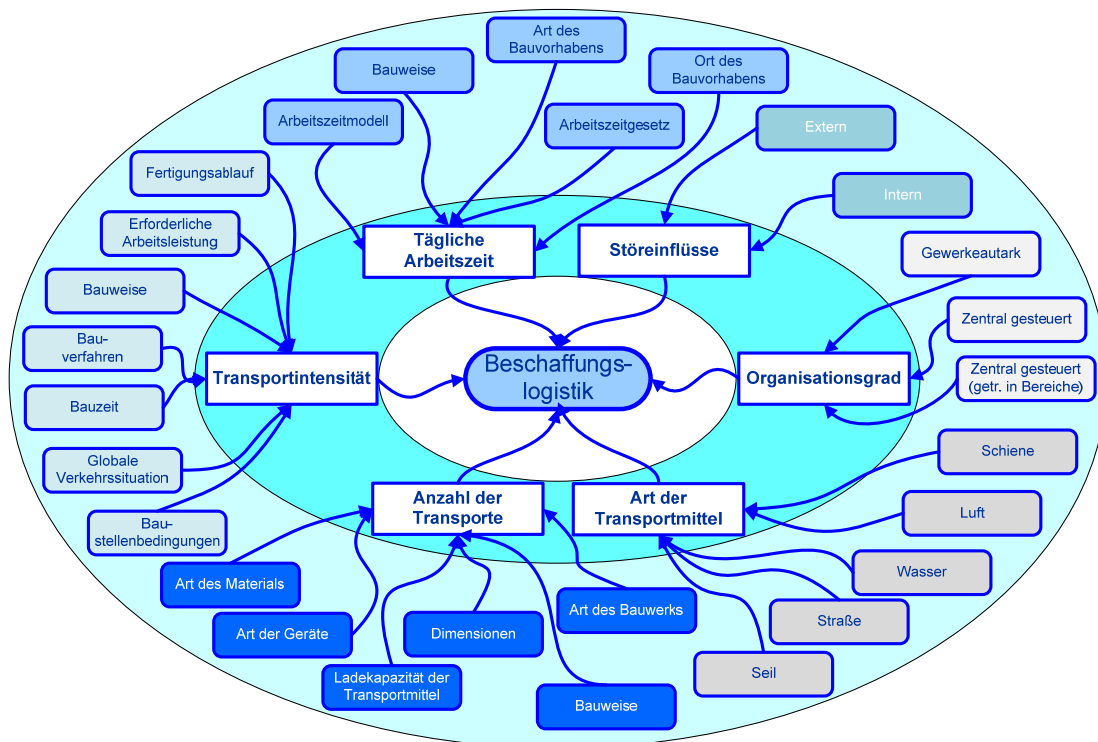 Art des
Bauvorhabens
Bauweise
Ort des
Bauvorhabens
Arbeitszeitmodell
Arbeitszeitgesetz
Extern
Fertigungsablauf
Intern
Erforderliche
Arbeitsleistung
Tägliche
Arbeitszeit
Störeinflüsse
Gewerkeautark
Bauweise
Zentral gesteuert
Bau-
verfahren
Transportintensität
Beschaffungs-
logistik
Organisationsgrad
Zentral gesteuert
(getr. in Bereiche)
Bauzeit
Globale
Verkehrssituation
Schiene
Anzahl der
Transporte
Art der
Transportmittel
Luft
Bau-
stellenbedingungen
Art des Materials
Wasser
Art der Geräte
Dimensionen
Art des Bauwerks
Straße
Ladekapazität der
Transportmittel
Seil
Bauweise